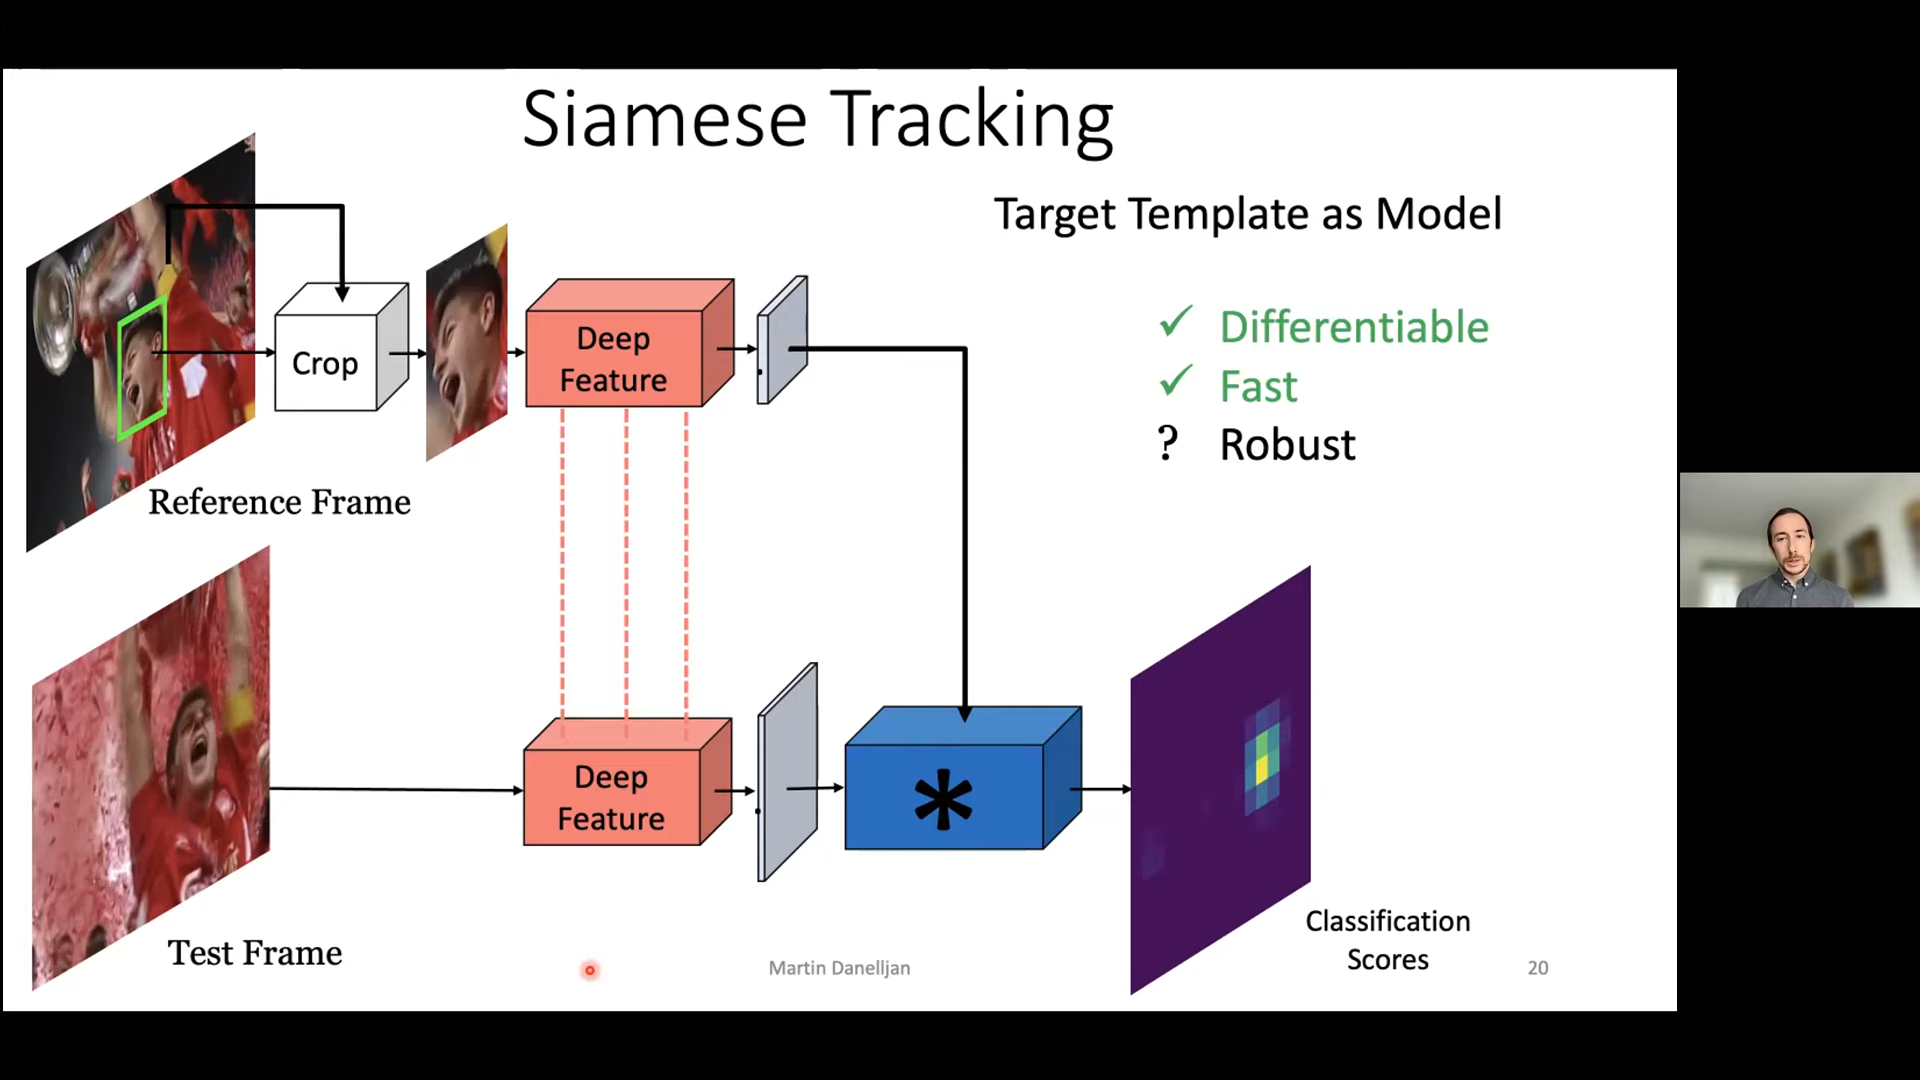 Siamese Tracking
Target Template as Model
✓ Differentiable
✓ Fast
? Robust
Crop
Deep
Feature
Reference Frame
Deep
Feature
*
Test Frame
Classification
Scores
Martin Danelljan
20